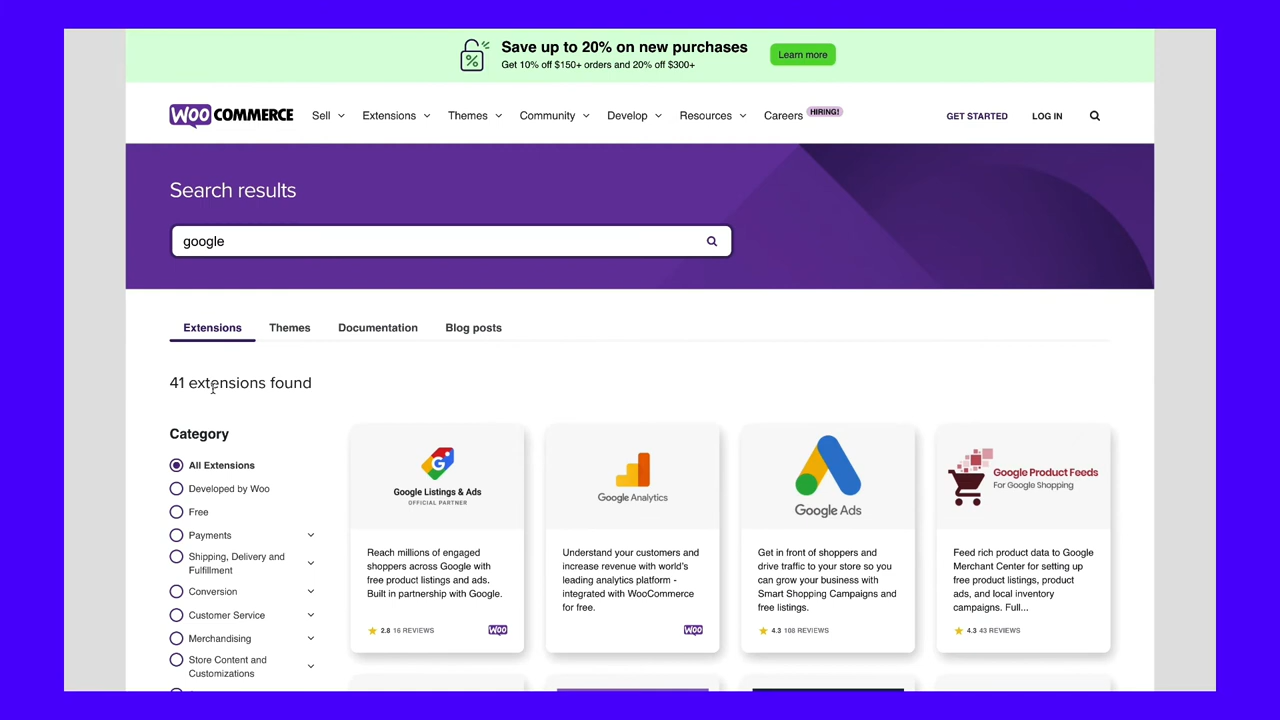 Save up to 20% on new purchases
Get 10% off $150+ orders and 20% off $300+
Learn more
WOOCOMMERCE
Sell
Extensions
Themes
Community
Develop
Resources
Careers
HIRING!
GET STARTED
LOG IN
Search results
google
Extensions
Themes
Documentation
Blog posts
41 extensions found
Category
All Extensions
Developed by Woo
Free
Payments
Shipping, Delivery and
Fulfillment
Conversion
Customer Service
Merchandising
Store Content and
Customizations
G
Google Listings & Ads
OFFICIAL PARTNER
Reach millions of engaged
shoppers across Google with
free product listings and ads.
Built in partnership with Google.
2.8 16 REVIEWS
WOO
Google Analytics
Understand your customers and
increase revenue with world's
leading analytics platform -
integrated with WooCommerce
for free.
WOO
Google Ads
Get in front of shoppers and
drive traffic to your store so you
can grow your business with
Smart Shopping Campaigns and
free listings.
4.3 108 REVIEWS
Google Product Feeds
For Google Shopping
Feed rich product data to Google
Merchant Center for setting up
free product listings, product
ads, and local inventory
campaigns. Full...
4.3 43 REVIEWS